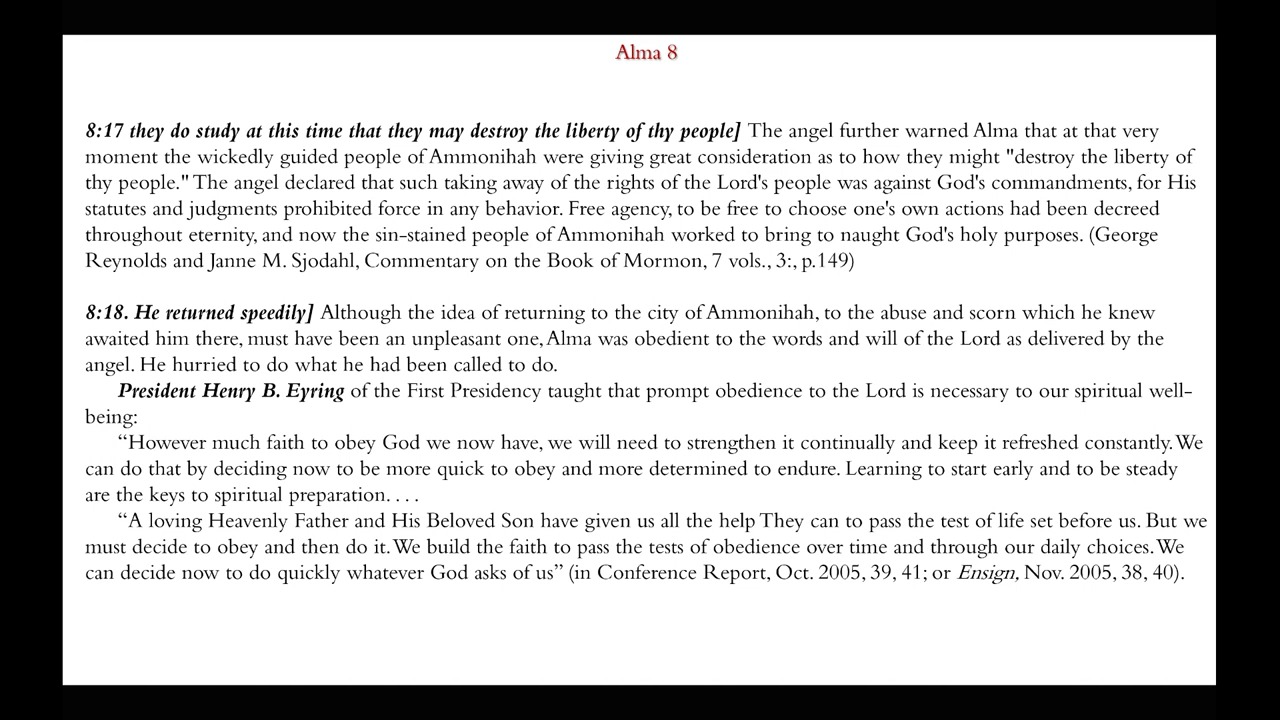 Alma 8
8:17 they do study at this time that they may destroy the liberty of thy people] The angel further warned Alma that at that very
moment the wickedly guided people of Ammonihah were giving great consideration as to how they might "destroy the liberty of
thy people." The angel declared that such taking away of the rights of the Lord's people was against God's commandments, for His
statutes and judgments prohibited force in any behavior. Free agency, to be free to choose one's own actions had been decreed
throughout eternity, and now the sin-stained people of Ammonihah worked to bring to naught God's holy purposes. (George
Reynolds and Janne M. Sjodahl, Commentary on the Book of Mormon, 7 vols., 3:, p.149)
8:18. He returned speedily] Although the idea of returning to the city of Ammonihah, to the abuse and scorn which he knew
awaited him there, must have been an unpleasant one, Alma was obedient to the words and will of the Lord as delivered by the
angel. He hurried to do what he had been called to do.
President Henry B. Eyring of the First Presidency taught that prompt obedience to the Lord is necessary to our spiritual well-
being:
“However much faith to obey God we now have, we will need to strengthen it continually and keep it refreshed constantly. We
can do that by deciding now to be more quick to obey and more determined to endure. Learning to start early and to be steady
are the keys to spiritual preparation. . . .
“A loving Heavenly Father and His Beloved Son have given us all the help They can to pass the test of life set before us. But we
must decide to obey and then do it. We build the faith to pass the tests of obedience over time and through our daily choices. We
can decide now to do quickly whatever God asks of us” (in Conference Report, Oct. 2005, 39, 41; or Ensign, Nov. 2005, 38, 40).